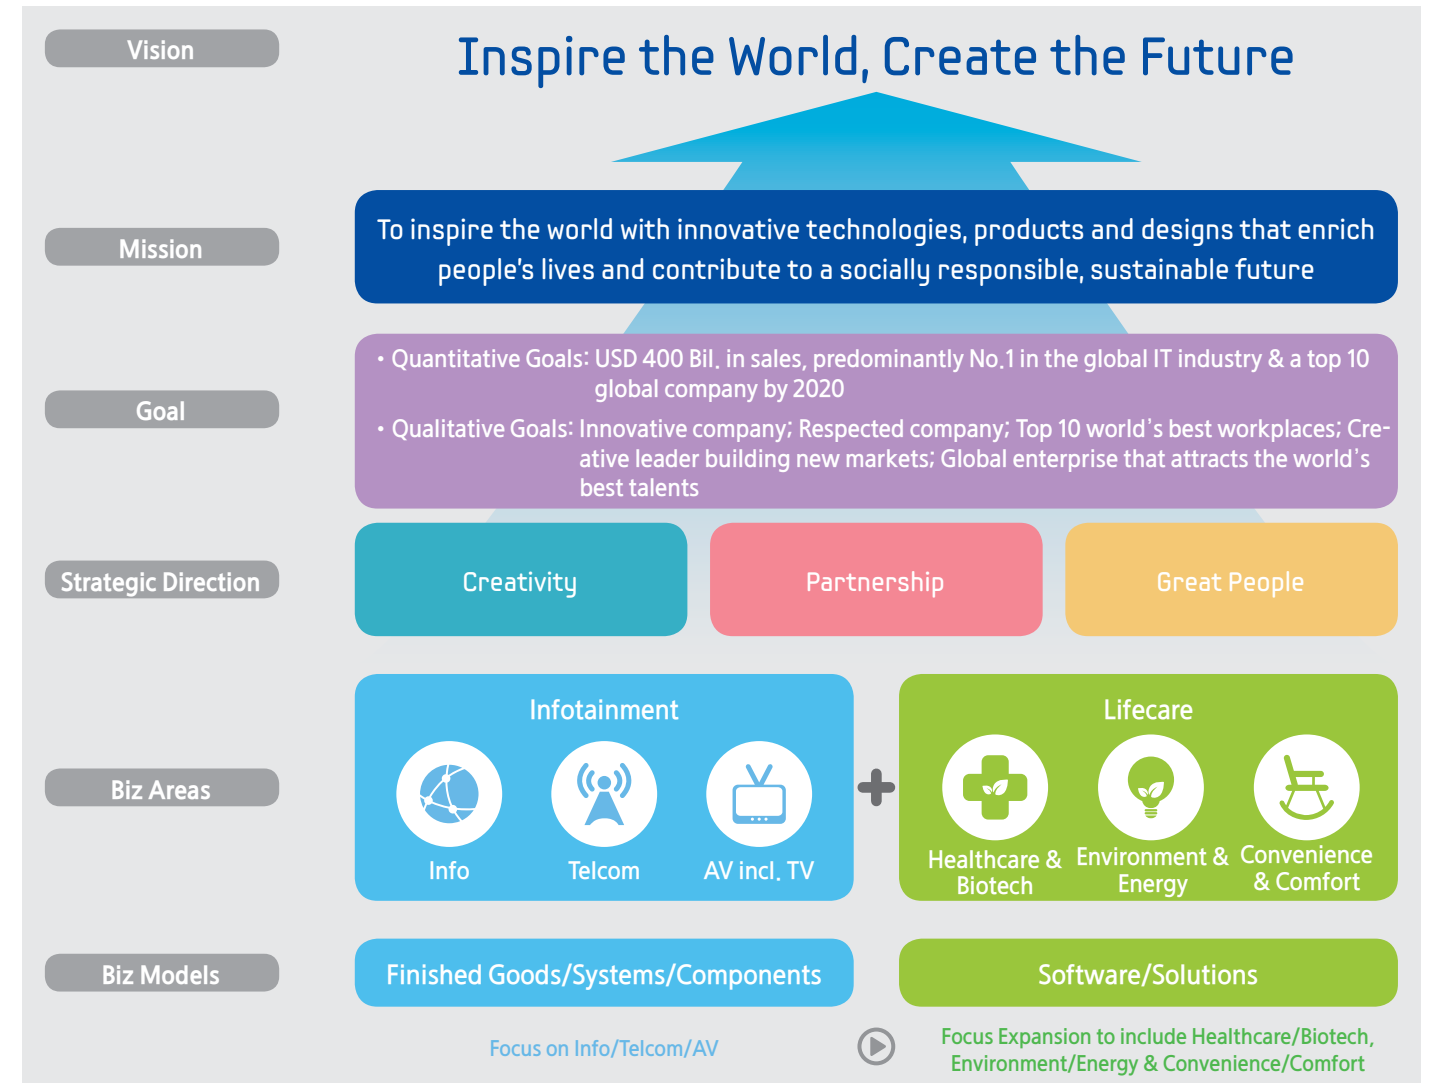 Vision
Inspire the World, Create the Future
Mission
To inspire the world with innovative technologies, products and designs that enrich
people's lives and contribute to a socially responsible, sustainable future
Goal
• Quantitative Goals: USD 400 Bil. in sales, predominantly No.1 in the global IT industry & a top 10
global company by 2020
• Qualitative Goals: Innovative company; Respected company; Top 10 world's best workplaces; Cre-
ative leader building new markets; Global enterprise that attracts the world's
best talents
Strategic Direction
Creativity
Partnership
Great People
Biz Areas
Infotainment
Info
Telcom
AV incl. TV
Lifecare
Healthcare &
Biotech
Environment &
Energy
Convenience
& Comfort
Biz Models
Finished Goods/Systems/Components
Software/Solutions
Focus on Info/Telcom/AV
Focus Expansion to include Healthcare/Biotech,
Environment/Energy & Convenience/Comfort